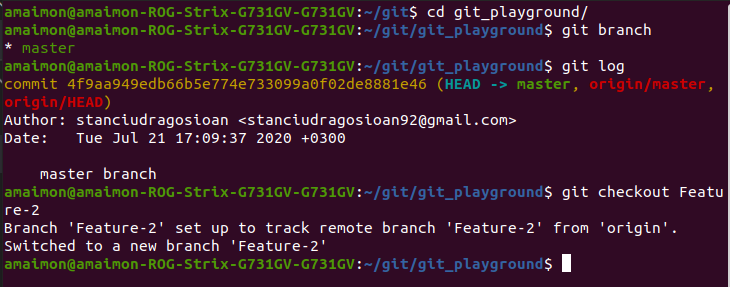 amaimon@amaimon-ROG-Strix-G731GV-G731GV:~/git$ cd git_playground/
amaimon@amaimon-ROG-Strix-G731GV-G731GV:~/git/git_playground$ git branch
* master
amaimon@amaimon-ROG-Strix-G731GV-G731GV:~/git/git_playground$ git log
commit 4f9aa949edb66b5e774e733099a0f02de8881e46 (HEAD -> master, origin/master,
origin/HEAD)
Author: stanciudragosioan <stanciudragosioan92@gmail.com>
Date:   Tue Jul 21 17:09:37 2020 +0300

    master branch
amaimon@amaimon-ROG-Strix-G731GV-G731GV:~/git/git_playground$ git checkout Featu
re-2
Branch 'Feature-2' set up to track remote branch 'Feature-2' from 'origin'.
Switched to a new branch 'Feature-2'
amaimon@amaimon-ROG-Strix-G731GV-G731GV:~/git/git_playground$